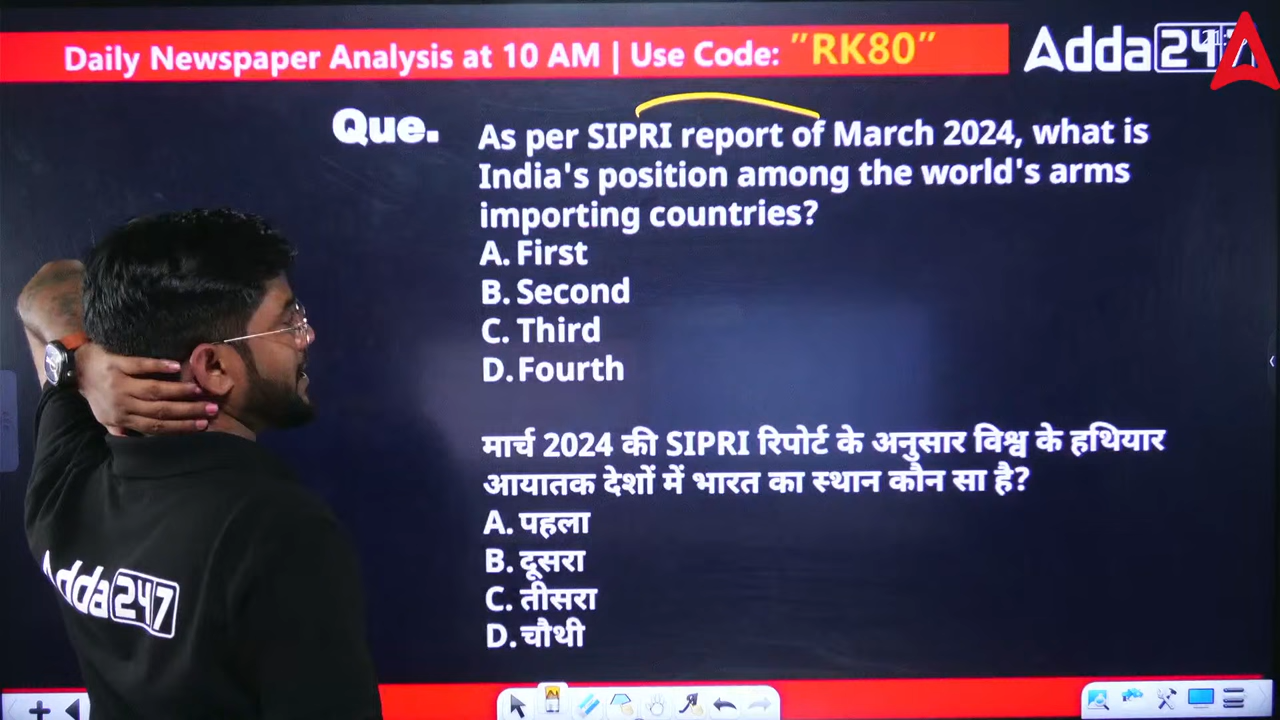 Daily Newspaper Analysis at 10 AM | Use Code: "RK80"
Adda247
Que.
As per SIPRI report of March 2024, what is
India's position among the world's arms
importing countries?
A. First
B. Second
C. Third
D. Fourth
मार्च 2024 की SIPRI रिपोर्ट के अनुसार विश्व के हथियार
आयातक देशों में भारत का स्थान कौन सा है?
A. पहला
B. दूसरा
C. तीसरा
D. चौथी
Adda247